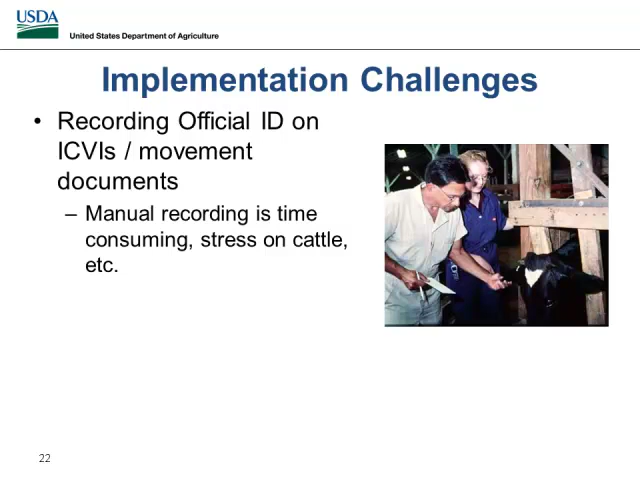 USDA
United States Department of Agriculture
Implementation Challenges
• Recording Official ID on
ICVIs / movement
documents
– Manual recording is time
consuming, stress on cattle,
etc.
22